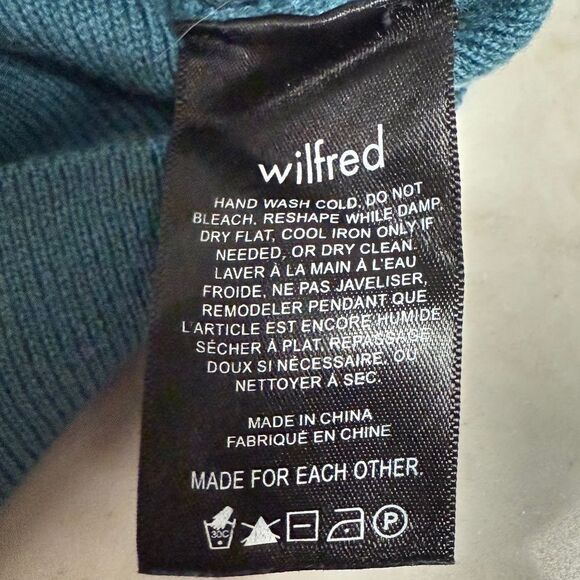 wilfred
HAND WASH COLD, DO NOT
BLEACH, RESHAPE WHILE DAMP
DRY FLAT, COOL IRON ONLY IF
NEEDED, OR DRY CLEAN.
LAVER À LA MAIN À L'EAU
FROIDE, NE PAS JAVELISER,
REMODELER PENDANT QUE
L'ARTICLE EST ENCORE HUMIDE
SÉCHER À PLAT, REPASSAGE
DOUX SI NÉCESSAIRE, OU
NETTOYER À SEC.
MADE IN CHINA
FABRIQUÉ EN CHINE
MADE FOR EACH OTHER.
30C P